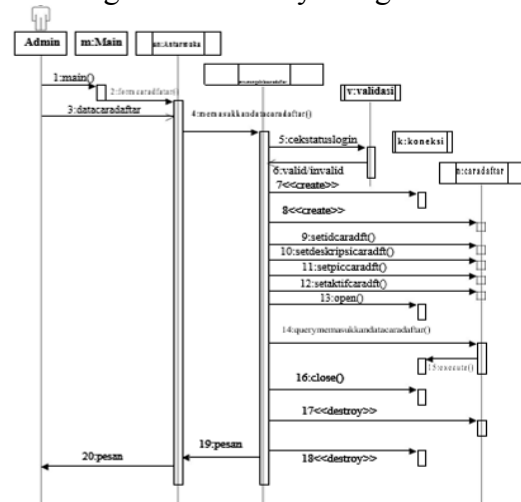 Admin
m:Main
an:Antarmuka
v:validasi
k:koneksi
n:caradaftar
1:main()
3:datacaradaftar
4:memasukkandatacaradaftar()
5:cekstatuslogin
6:valid/invalid
7<<create>>
8<<create>>
9:setidcaradft()
10:setdeskripsicaradft()
11:setpiccaradft()
12:setaktifcaradft()
13:open()
14:querymemasukkandatacaradaftar()
15:execute()
16:close()
17<<destroy>>
18<<destroy>>
19:pesan
20:pesan